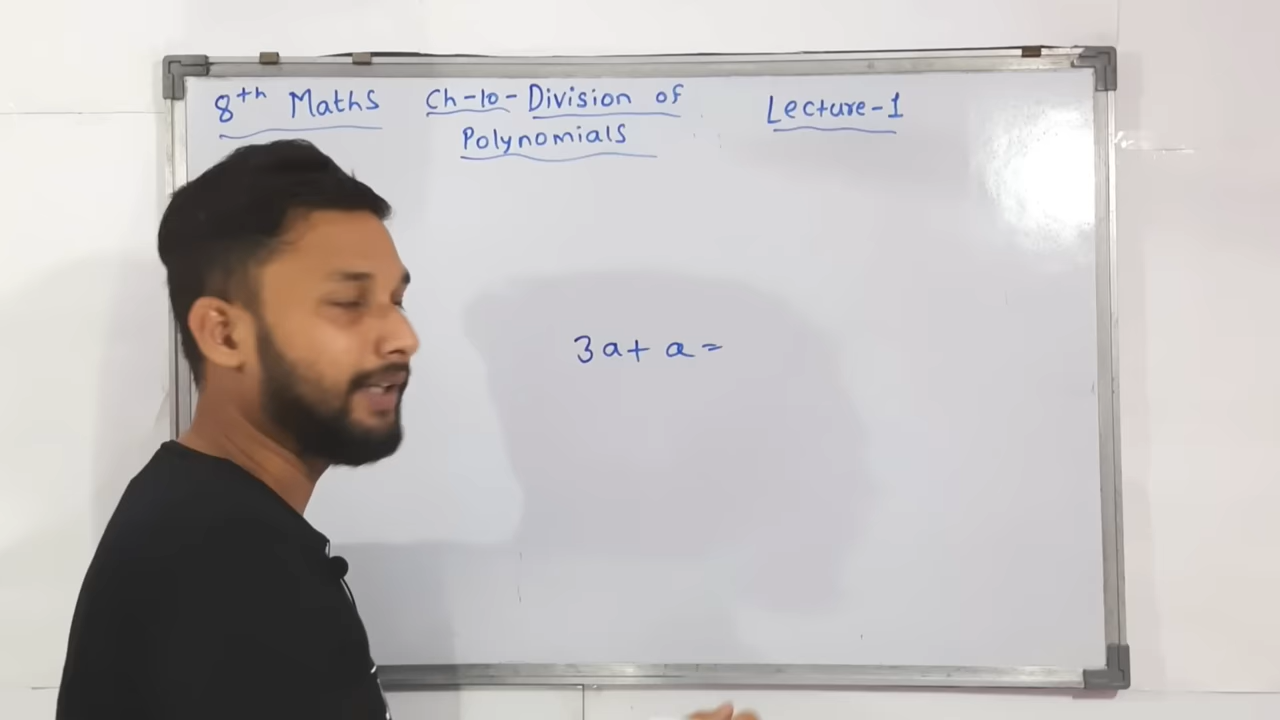 8th Maths Ch-10-Division of Polynomials Lecture-1
3a+ a=